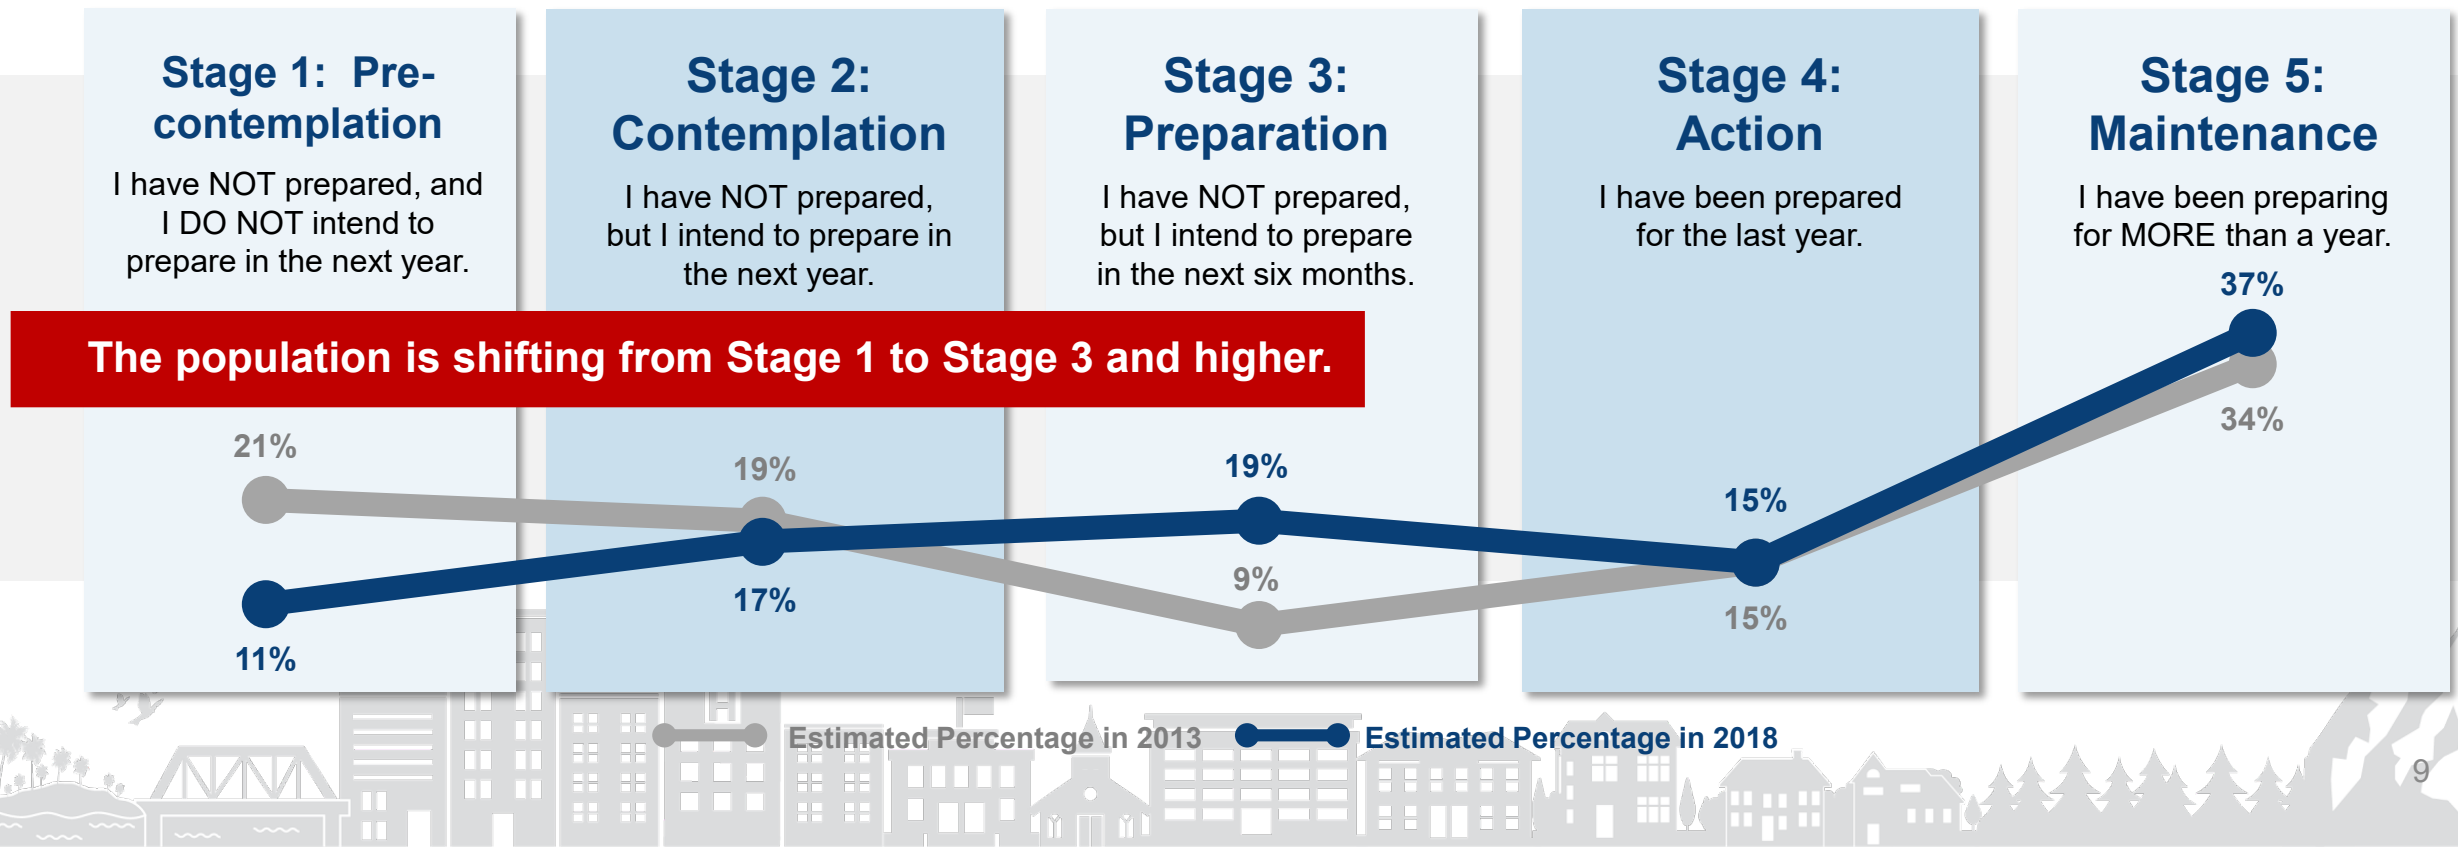 Stage 1:  Pre-
contemplation
I have NOT prepared, and
I DO NOT intend to
prepare in the next year.
Stage 2:
Contemplation
I have NOT prepared,
but I intend to prepare in
the next year.
Stage 3:
Preparation
I have NOT prepared,
but I intend to prepare
in the next six months.
Stage 4:
Action
I have been prepared
for the last year.
Stage 5:
Maintenance
I have been preparing
for MORE than a year.
The population is shifting from Stage 1 to Stage 3 and higher.
21%
11%
19%
17%
19%
9%
15%
15%
37%
34%
Estimated Percentage in 2013
Estimated Percentage in 2018
9